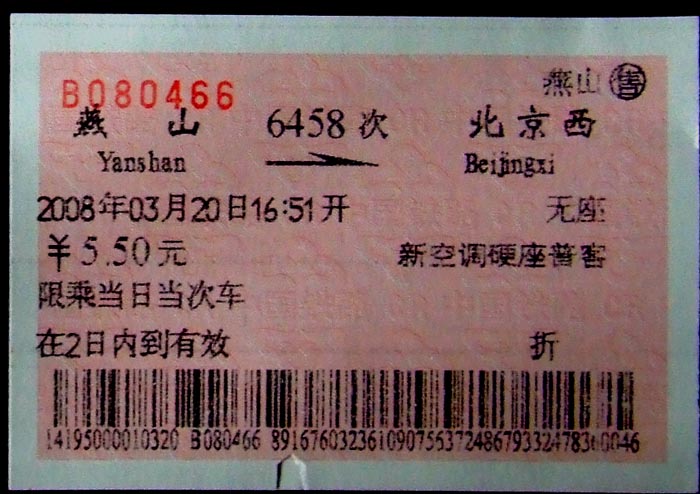 燕山 售
B080466
燕山 6458次 北京西
Yanshan Beijingxi
2008年03月20日16:51开 无座
￥5.50元 新空调硬座普客
限乘当日当次车
在2日内到有效 折
14195000010320 B080466 891676032361090755637248679332478360046